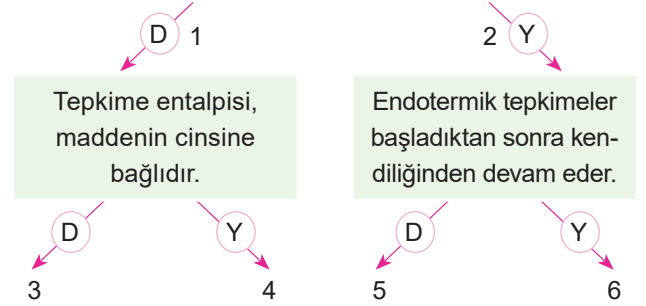 D 1
2 Y
Tepkime entalpisi,
maddenin cinsine
bağlıdır.
Endotermik tepkimeler
başladıktan sonra ken-
diliğinden devam eder.
D Y D Y
3 4 5 6